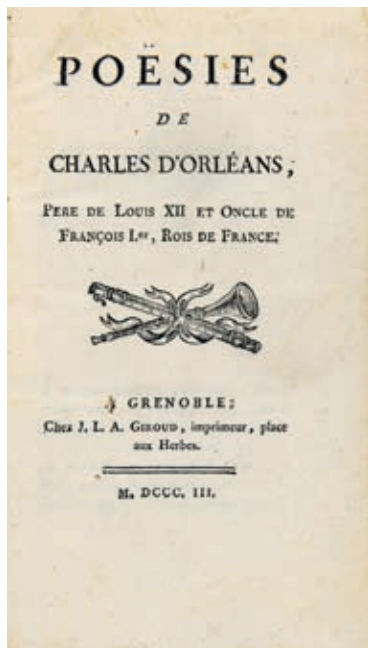 POËSIES
DE
CHARLES D'ORLÉANS,
PERE DE LOUIS XII ET ONCLE DE
FRANÇOIS I.er, ROIS DE FRANCE;
A GRENOBLE;
Chez J. L. A. GIROUD, imprimeur, place
aux Herbes.
M. DCCC. III.